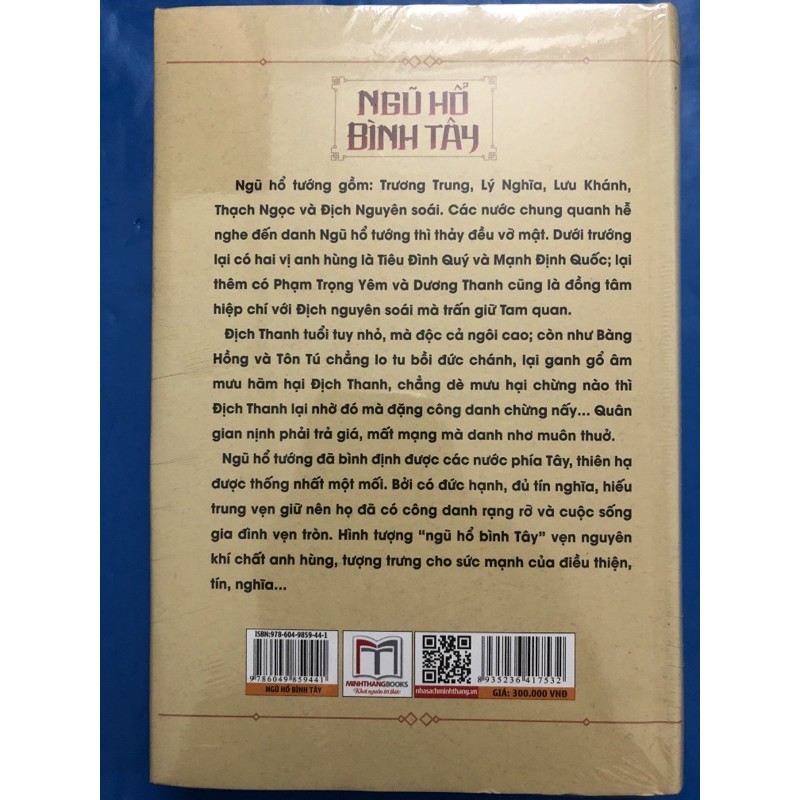 NGŨ HỔ
BÌNH TÂY
Ngũ hổ tướng gồm: Trương Trung, Lý Nghĩa, Lưu Khánh,
Thạch Ngọc và Địch Nguyên soái. Các nước chung quanh hễ
nghe đến danh Ngũ hổ tướng thì thảy đều vỡ mật. Dưới trướng
lại có hai vị anh hùng là Tiêu Đình Quý và Mạnh Định Quốc; lại
thêm có Phạm Trọng Yêm và Dương Thanh cũng là đồng tâm
hiệp chí với Địch nguyên soái mà trấn giữ Tam quan.
Địch Thanh tuổi tuy nhỏ, mà độc cả ngôi cao; còn như Bàng
Hồng và Tôn Tú chẳng lo tu bồi đức chánh, lại ganh gổ âm
mưu hãm hại Địch Thanh, chẳng dè mưu hại chừng nào thì
Địch Thanh lại nhờ đó mà đặng công danh chừng nấy... Quân
gian nịnh phải trả giá, mất mạng mà danh nhơ muôn thuở.
Ngũ hổ tướng đã bình định được các nước phía Tây, thiên hạ
được thống nhất một mối. Bởi có đức hạnh, đủ tín nghĩa, hiếu
trung vẹn giữ nên họ đã có công danh rạng rỡ và cuộc sống
gia đình vẹn tròn. Hình tượng “ngũ hổ bình Tây” vẹn nguyên
khí chất anh hùng, tượng trưng cho sức mạnh của điều thiện,
tín, nghĩa...
ISBN:978-604-9859-44-1
9 786049 859441
NGŨ HỔ BÌNH TÂY
MINHTHANGBOOKS
Khơi nguồn tri thức
nhasachminhthang.vn
8 935236 417532
GIÁ: 300.000 VNĐ